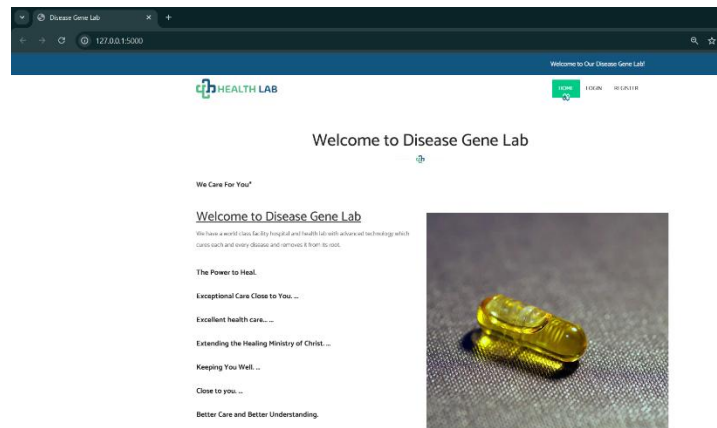 Disease Gene Lab
127.0.0.1:5000
Welcome to Our Disease Gene Lab!
HEALTH LAB
HOME LOGIN REGISTER
Welcome to Disease Gene Lab
We Care For You"
Welcome to Disease Gene Lab
We have a world class facility hospital and health lab with advanced technology which
cures each and every disease and removes it from its root.
The Power to Heal.
Exceptional Care Close to You. ...
Excellent health care... ...
Extending the Healing Ministry of Christ. ...
Keeping You Well. ...
Close to you. ...
Better Care and Better Understanding.